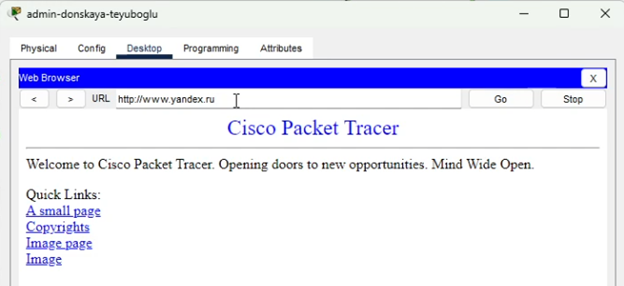 admin-donskaya-teyuboglu
Physical Config Desktop Programming Attributes
Web Browser X
< > URL http://www.yandex.ru Go Stop
Cisco Packet Tracer
Welcome to Cisco Packet Tracer. Opening doors to new opportunities. Mind Wide Open.
Quick Links:
A small page
Copyrights
Image page
Image